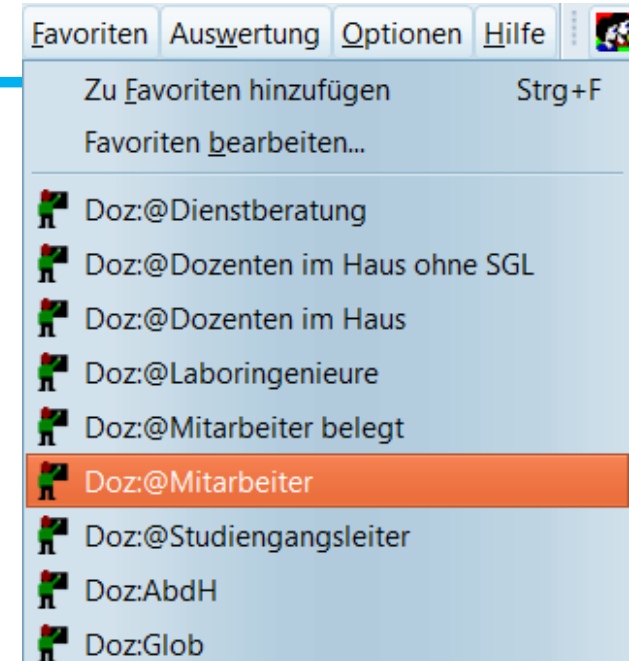 Favoriten Auswertung Optionen Hilfe
Zu Favoriten hinzufügen Strg+F
Favoriten bearbeiten...
Doz:@Dienstberatung
Doz:@Dozenten im Haus ohne SGL
Doz:@Dozenten im Haus
Doz:@Laboringenieure
Doz:@Mitarbeiter belegt
Doz:@Mitarbeiter
Doz:@Studiengangsleiter
Doz:AbdH
Doz:Glob